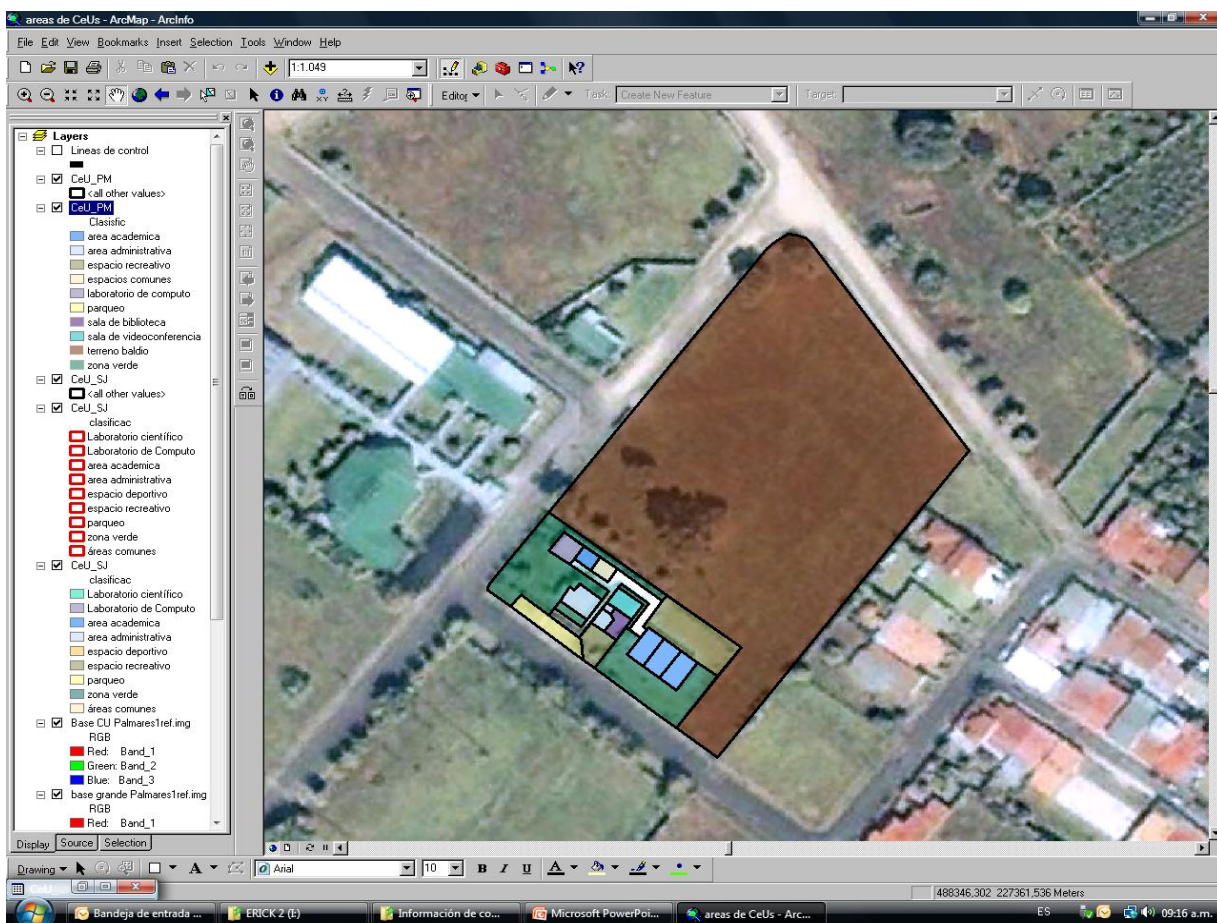 areas de CeUs - ArcMap - ArcInfo
File Edit View Bookmarks Insert Selection Tools Window Help
1:1.049
Editor Task: Create New Feature Target:
Layers
Lineas de control
CeU_PM
<all other values>
CeU_PM
Clasisfic
area academica
area administrativa
espacio recreativo
espacios comunes
laboratorio de computo
parqueo
sala de biblioteca
sala de videoconferencia
terreno baldio
zona verde
CeU_SJ
<all other values>
CeU_SJ
clasificac
Laboratorio científico
Laboratorio de Computo
area academica
area administrativa
espacio deportivo
espacio recreativo
parqueo
zona verde
áreas comunes
CeU_SJ
clasificac
Laboratorio científico
Laboratorio de Computo
area academica
area administrativa
espacio deportivo
espacio recreativo
parqueo
zona verde
áreas comunes
Base CU Palmares1ref.img
RGB
Red: Band_1
Green: Band_2
Blue: Band_3
base grande Palmares1ref.img
RGB
Red: Band_1
Display Source Selection
Drawing A Arial 10 B I U A
488346,302 227361,536 Meters
Bandeja de entrada ... ERICK 2 (I:) Información de co... Microsoft PowerPoi... areas de CeUs - Arc... ES 09:16 a.m.